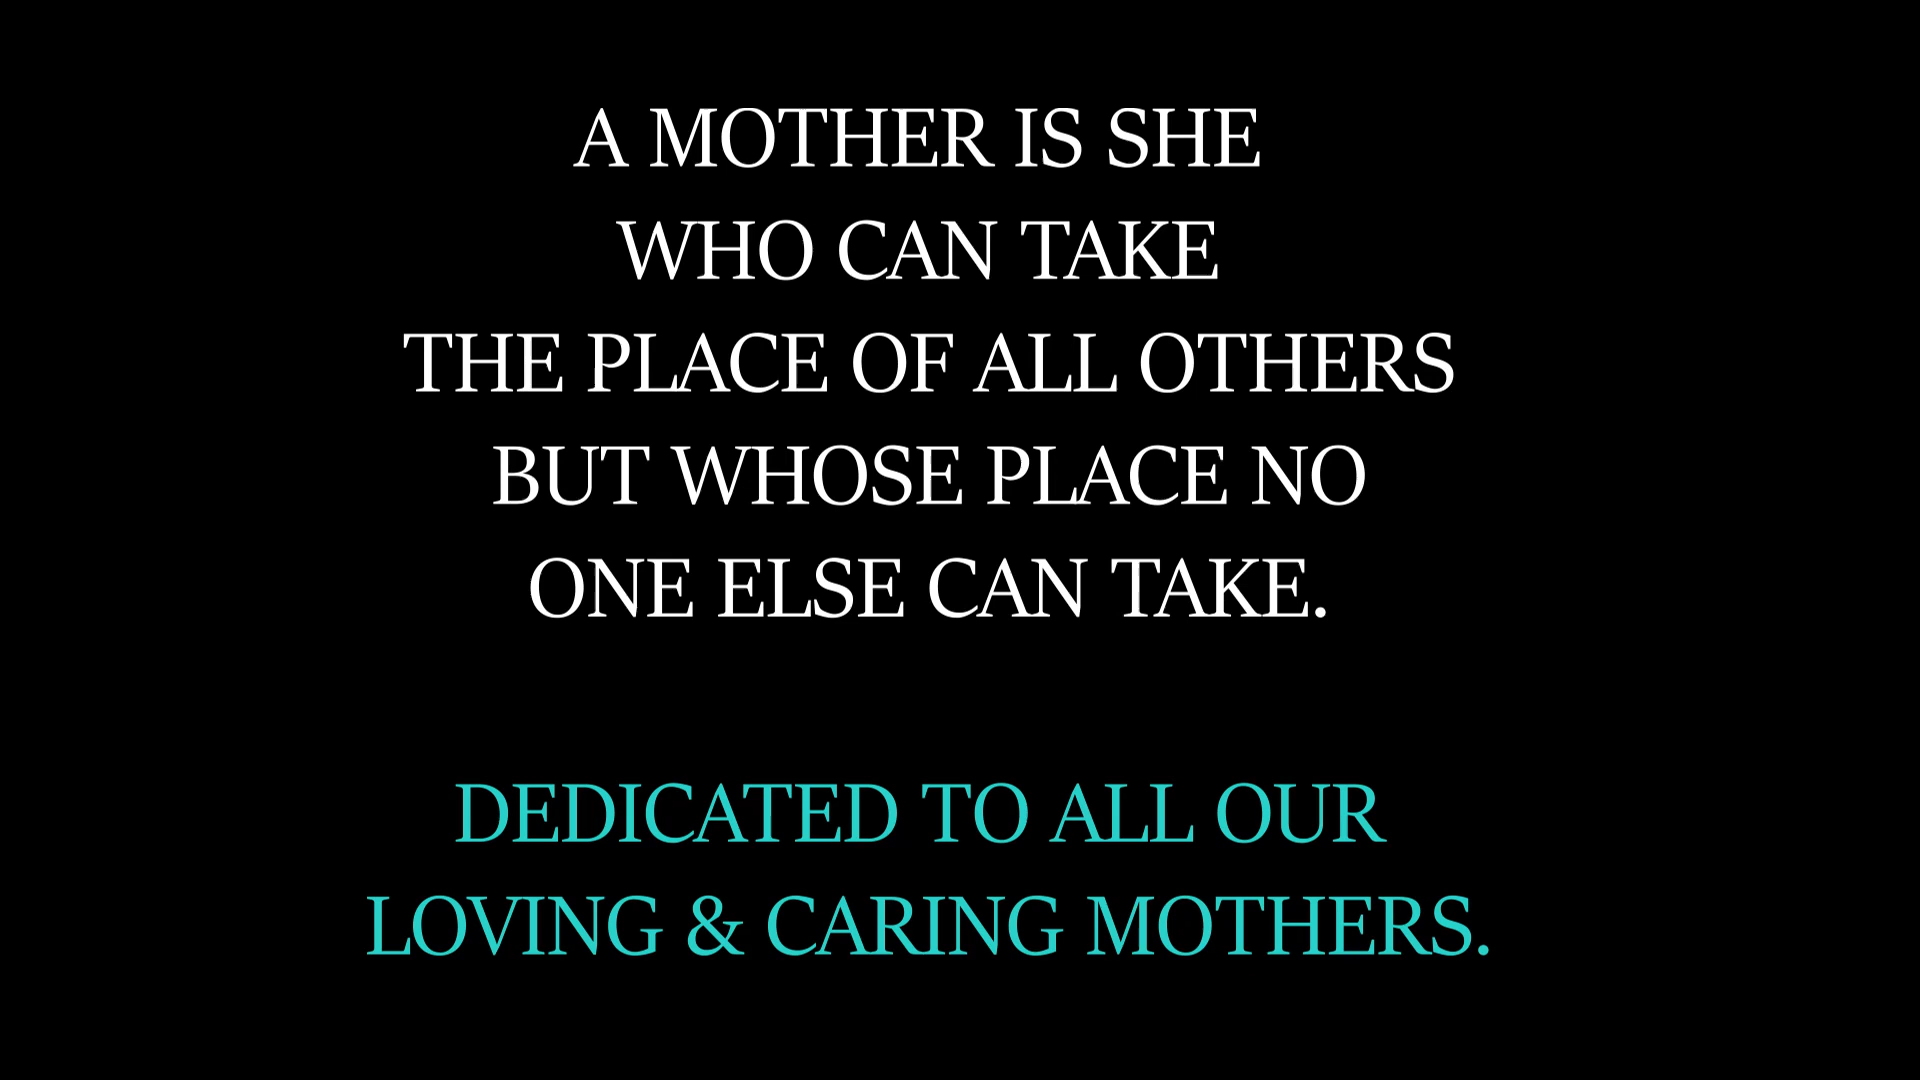 A MOTHER IS SHE
WHO CAN TAKE
THE PLACE OF ALL OTHERS
BUT WHOSE PLACE NO
ONE ELSE CAN TAKE.
DEDICATED TO ALL OUR
LOVING & CARING MOTHERS.